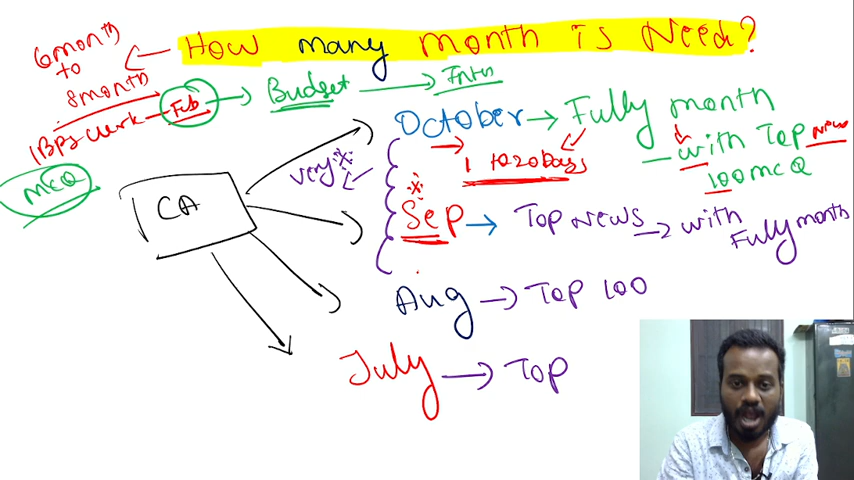 How many month is Need?
6month
to
8month
IBPS clerk
Feb
Budget
Intn
MCQ
October → Fully month
with Top news
100 MCQ
1 to 20 days
very **
CA
Sep → Top News → with
Fully month
Aug → Top 100
July → Top